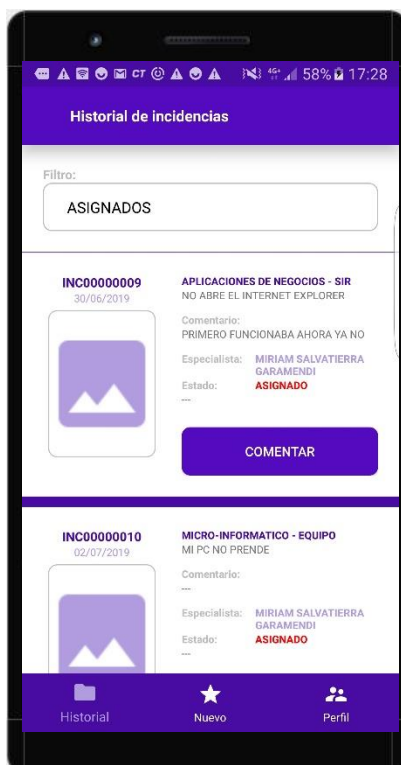 CT 4G+ 58% 17:28
Historial de incidencias
Filtro:
ASIGNADOS
INC00000009
30/06/2019
APLICACIONES DE NEGOCIOS - SIR
NO ABRE EL INTERNET EXPLORER
Comentario:
PRIMERO FUNCIONABA AHORA YA NO
Especialista: MIRIAM SALVATIERRA
GARAMENDI
Estado: ASIGNADO
---
COMENTAR
INC00000010
02/07/2019
MICRO-INFORMATICO - EQUIPO
MI PC NO PRENDE
Comentario:
---
Especialista: MIRIAM SALVATIERRA
GARAMENDI
Estado: ASIGNADO
---
Historial Nuevo Perfil